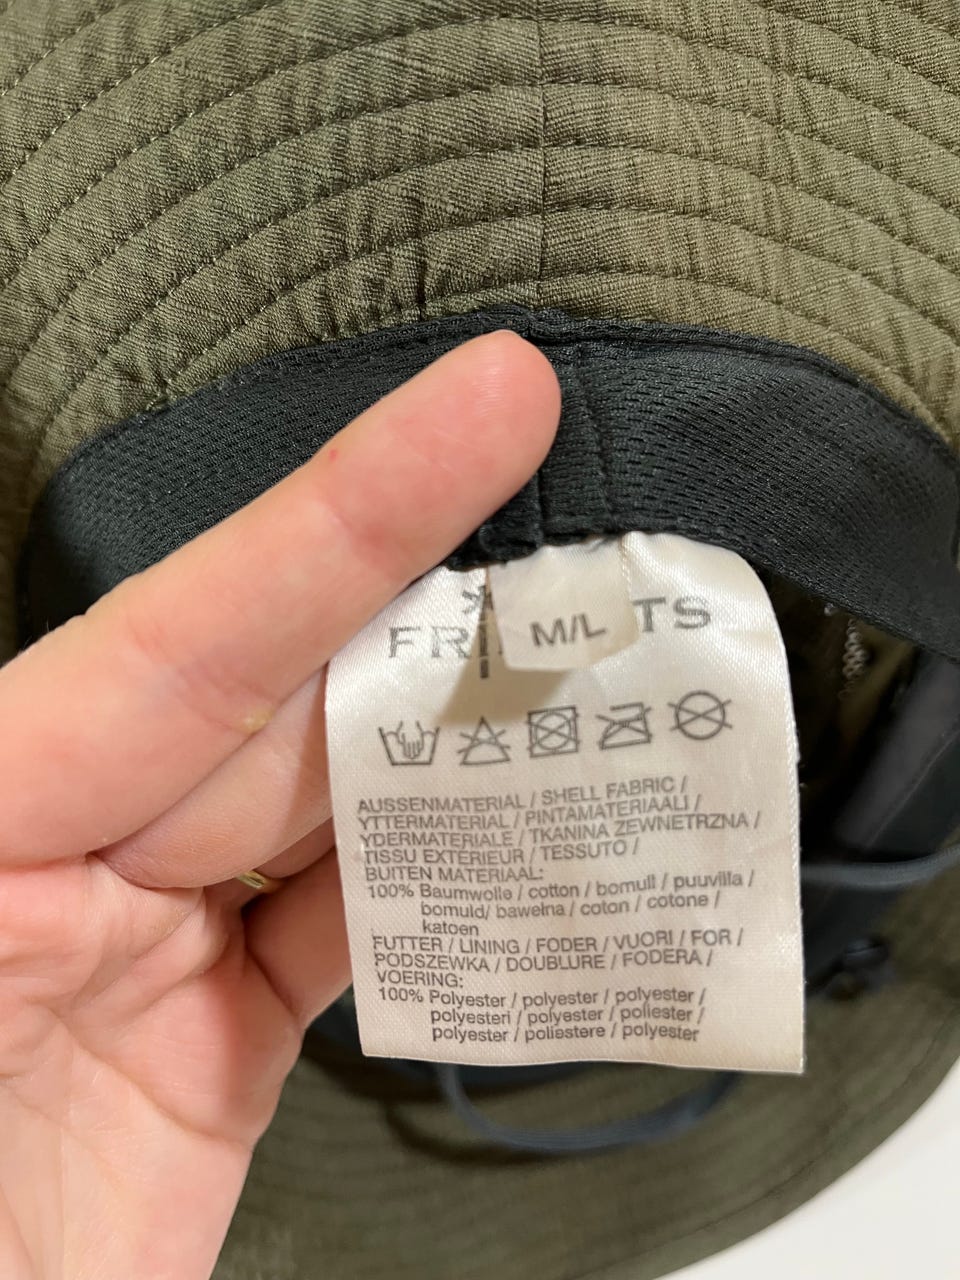 M/L
AUSSENMATERIAL / SHELL FABRIC /
YTTERMATERIAL / PINTAMATERIAALI /
YDERMATERIALE / TKANINA ZEWNETRZNA /
TISSU EXTÉRIEUR / TESSUTO /
BUITEN MATERIAAL:
100% Baumwolle / cotton / bomull / puuvilla /
bomuld/ bawełna / coton / cotone /
katoen
FUTTER / LINING / FODER / VUORI / FOR /
PODSZEWKA / DOUBLURE / FODERA /
VOERING:
100% Polyester / polyester / polyester /
polyesteri / polyester / poliester /
polyester / poliestere / polyester